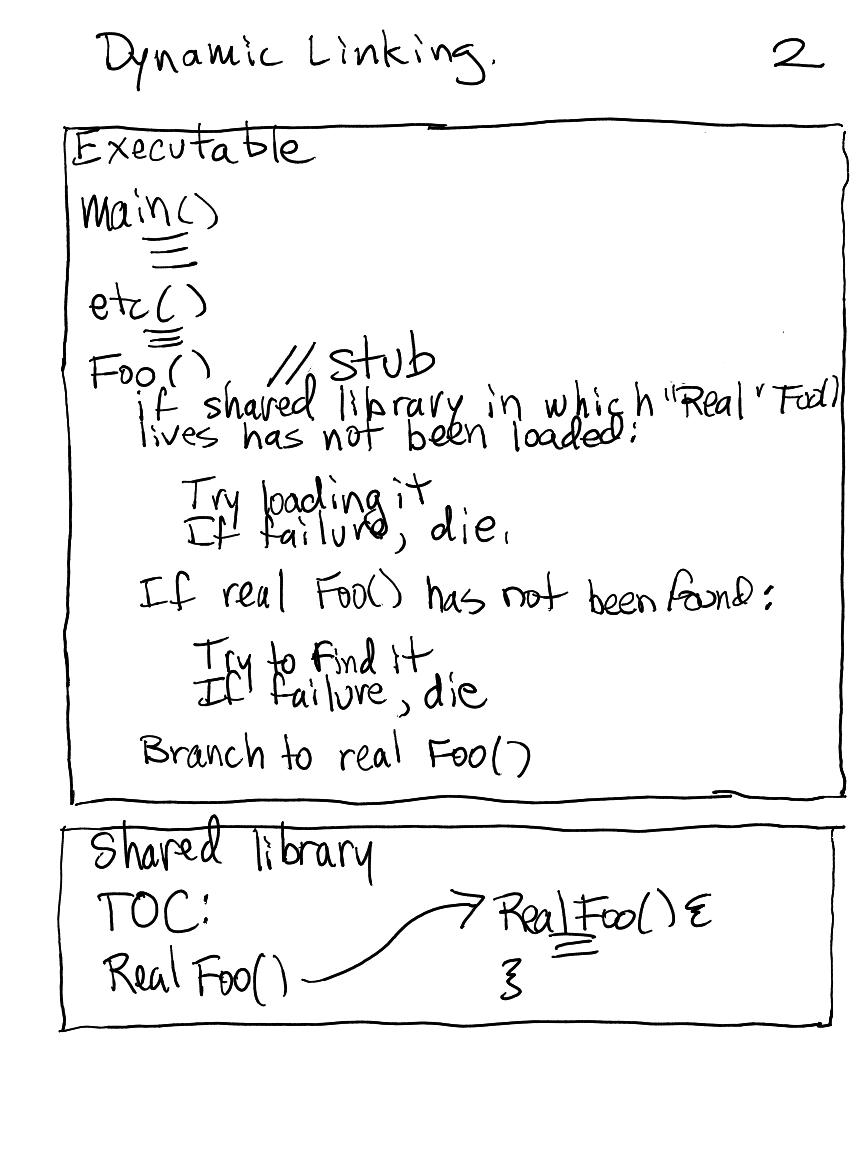 Dynamic Linking. 2
Executable
main()
etc()
Foo() // stub
if shared library in which "Real" Foo()
lives has not been loaded:
Try loading it
If failure, die.
If real Foo() has not been found:
Try to find it
If failure, die
Branch to real Foo()
Shared library
TOC: Real Foo() {
Real Foo() }